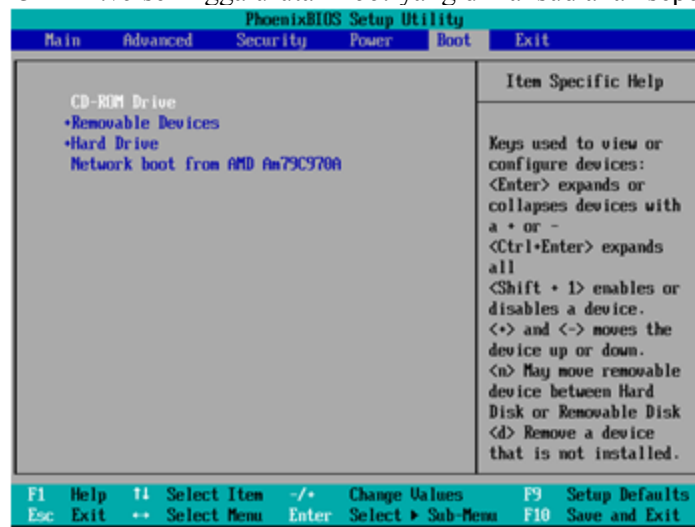 PhoenixBIOS Setup Utility
Main Advanced Security Power Boot Exit
CD-ROM Drive
+Removable Devices
+Hard Drive
Network boot from AMD Am79C970A
Item Specific Help
Keys used to view or
configure devices:
<Enter> expands or
collapses devices with
a + or -
<Ctrl+Enter> expands
all
<Shift + 1> enables or
disables a device.
<+> and <-> moves the
device up or down.
<n> May move removable
device between Hard
Disk or Removable Disk
<d> Remove a device
that is not installed.
F1 Help ↑↓ Select Item -/+ Change Values F9 Setup Defaults
Esc Exit ↔ Select Menu Enter Select ▶ Sub-Menu F10 Save and Exit